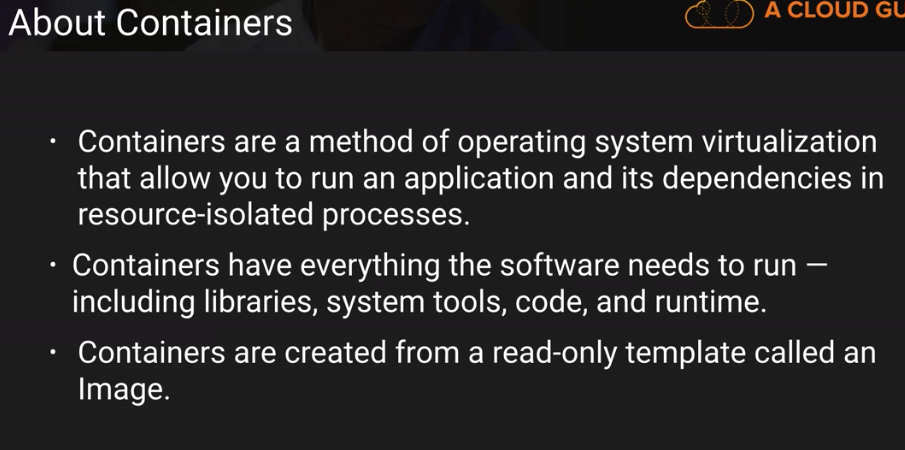 About Containers
A CLOUD GU
• Containers are a method of operating system virtualization
that allow you to run an application and its dependencies in
resource-isolated processes.
• Containers have everything the software needs to run —
including libraries, system tools, code, and runtime.
• Containers are created from a read-only template called an
Image.